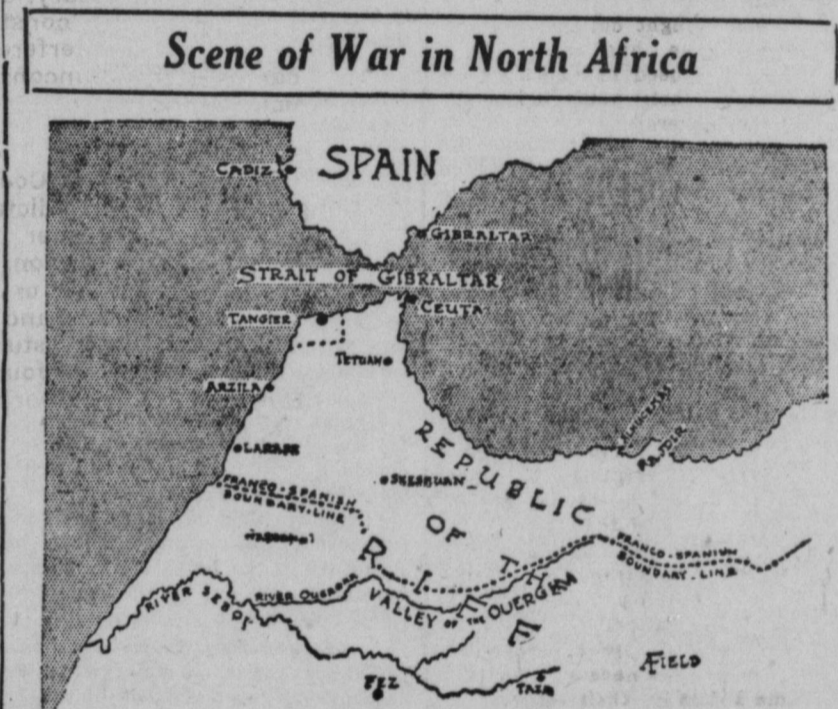 Scene of War in North Africa
CADIZ
SPAIN
GIBRALTAR
STRAIT OF GIBRALTAR
CEUTA
TANGIER
TETUAN
ARZILA
REPUBLIC
OF
RIFF
ALHUCEMAS
LARASH
SHESHUAN
FRANCO-SPANISH
BOUNDARY-LINE
FRANCO-SPANISH
BOUNDARY-LINE
RIVER SEBOU
RIVER OUERGHA
VALLEY OF THE OUERGHA
FEZ
TAZA
FIELD